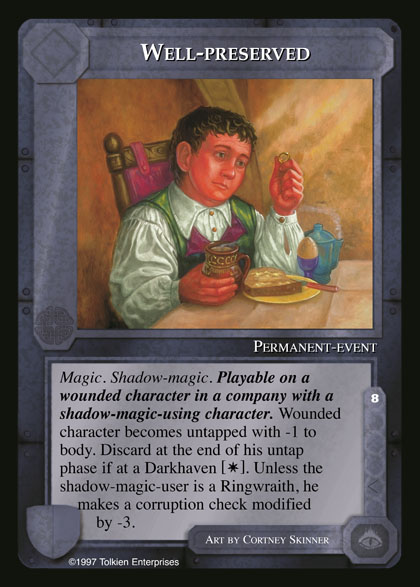 Well-preserved
Permanent-event
Magic. Shadow-magic. Playable on a
wounded character in a company with a
shadow-magic-using character. Wounded
character becomes untapped with -1 to
body. Discard at the end of his untap
phase if at a Darkhaven [✷]. Unless the
shadow-magic-user is a Ringwraith, he
makes a corruption check modified
by -3.
8
Art by Cortney Skinner
©1997 Tolkien Enterprises